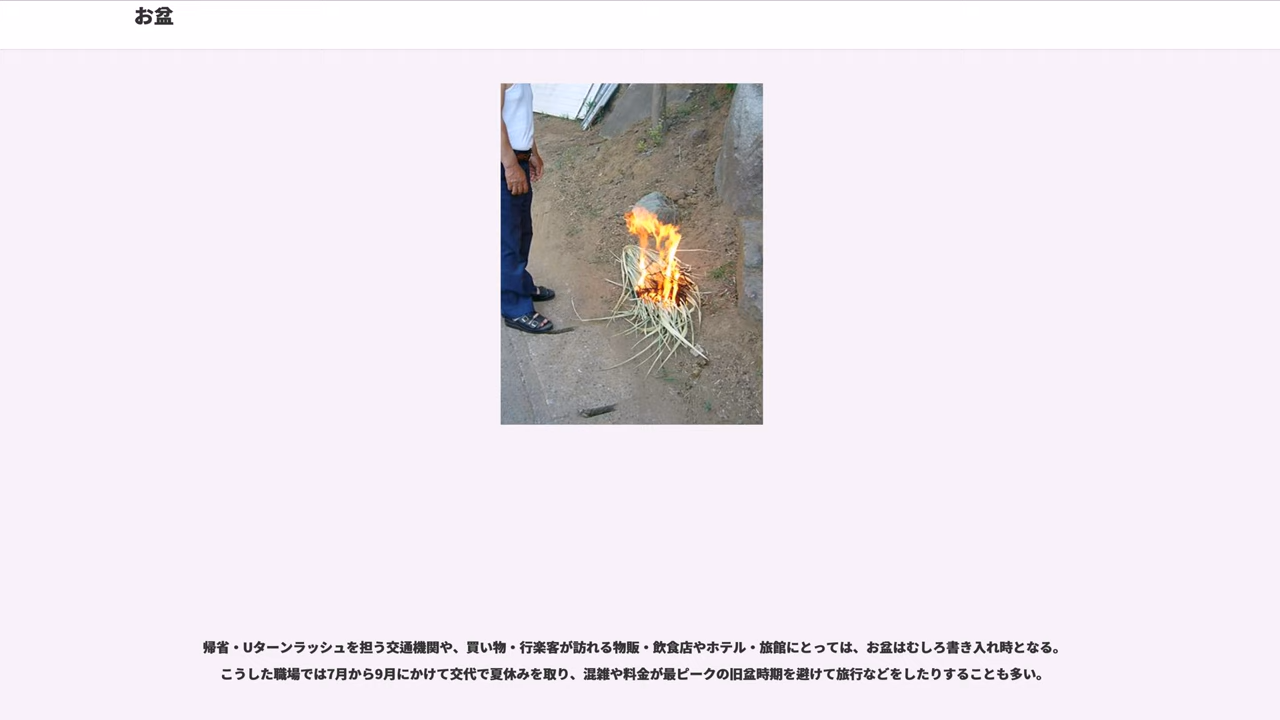 お盆
帰省・Uターンラッシュを担う交通機関や、買い物・行楽客が訪れる物販・飲食店やホテル・旅館にとっては、お盆はむしろ書き入れ時となる。
こうした職場では7月から9月にかけて交代で夏休みを取り、混雑や料金が最ピークの旧盆時期を避けて旅行などをしたりすることも多い。